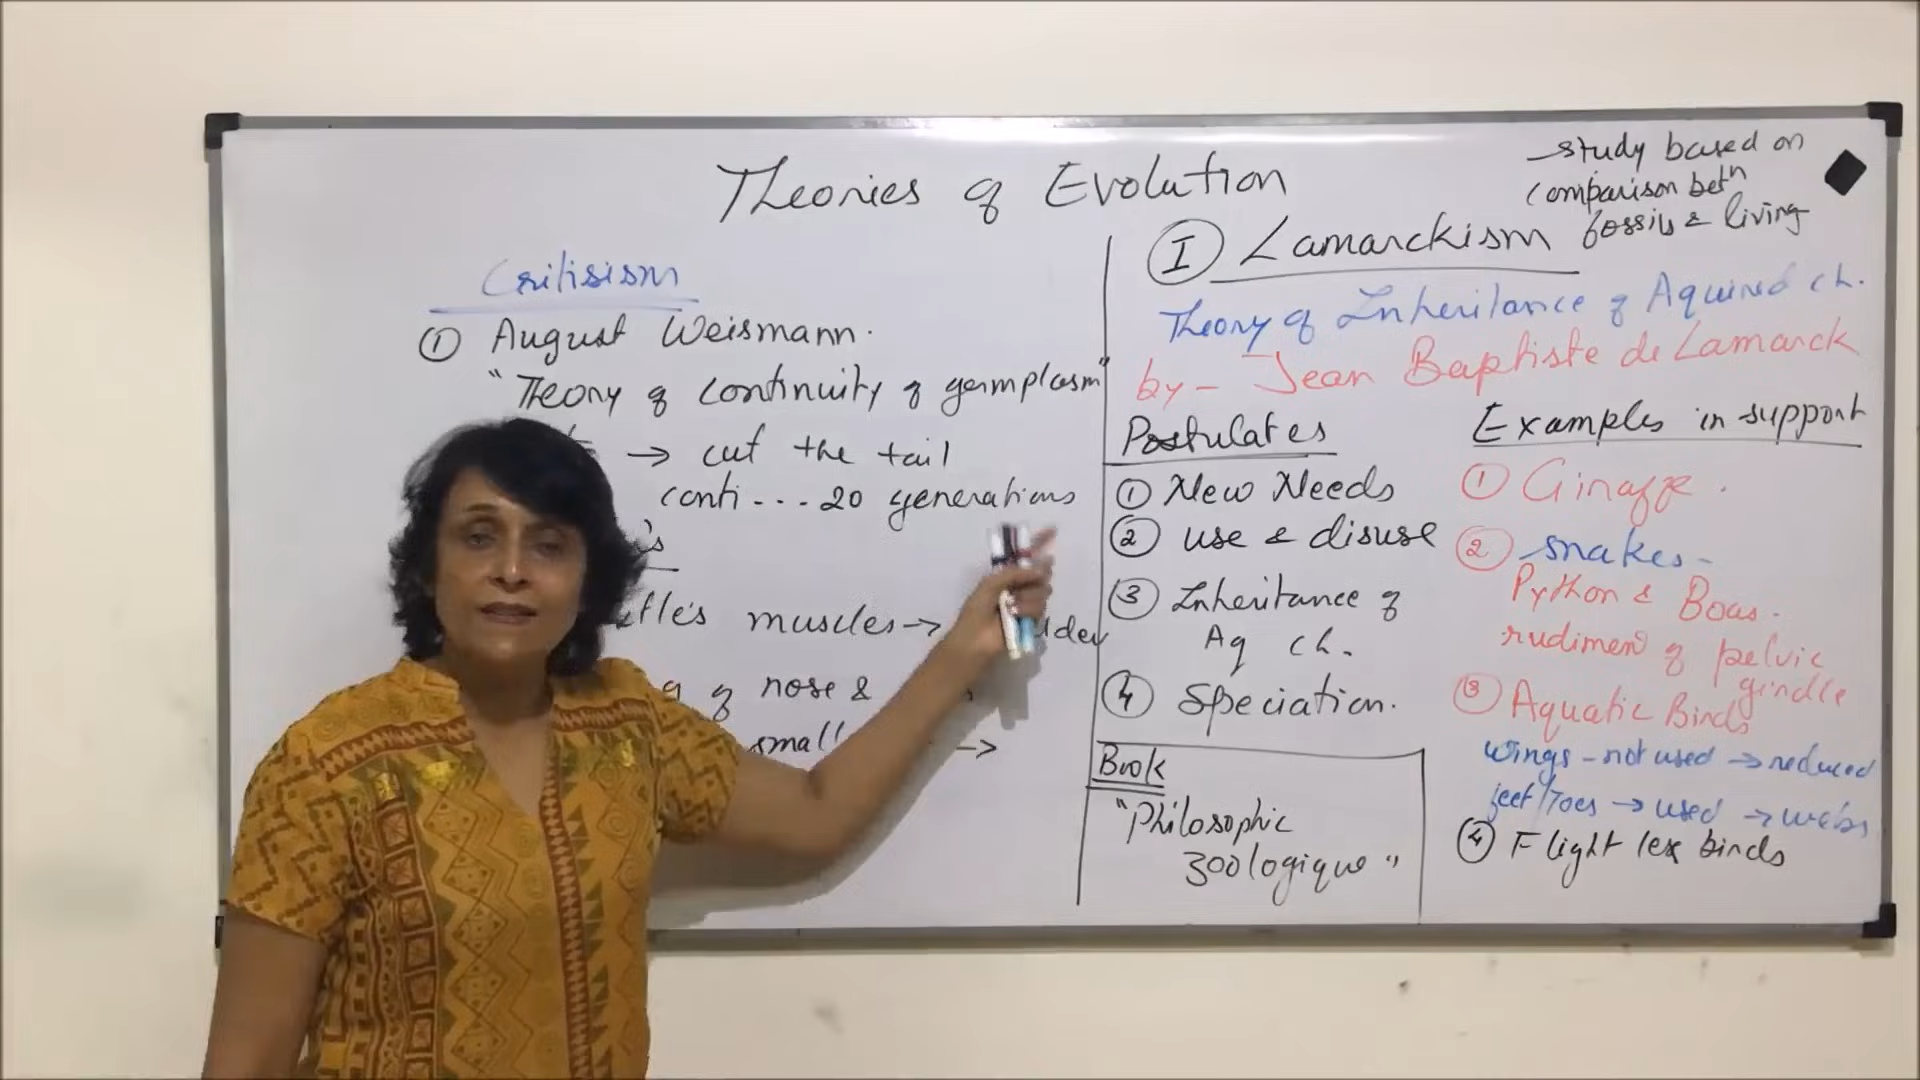 Theories of Evolution
Critisism
① August Weismann.
"Theory of continuity of germplasm"
→ cut the tail
conti...20 generations
muscles →
of nose &
small →
- study based on
comparison betn
fossils & living
Ⓘ Lamarckism
Theory of Inheritance of Aquired ch.
by - Jean Baptiste de Lamarck
Postulates
① New Needs
② use & disuse
③ Inheritance of
Aq ch.
④ Speciation.
Book
"Philosophic
zoologique"
Examples in support
① Giraffe.
② snakes -
Python & Boas.
rudimen of pelvic
girdle
③ Aquatic Birds
wings - not used → reduced
feet/Toes → used → webs
④ Flight less birds